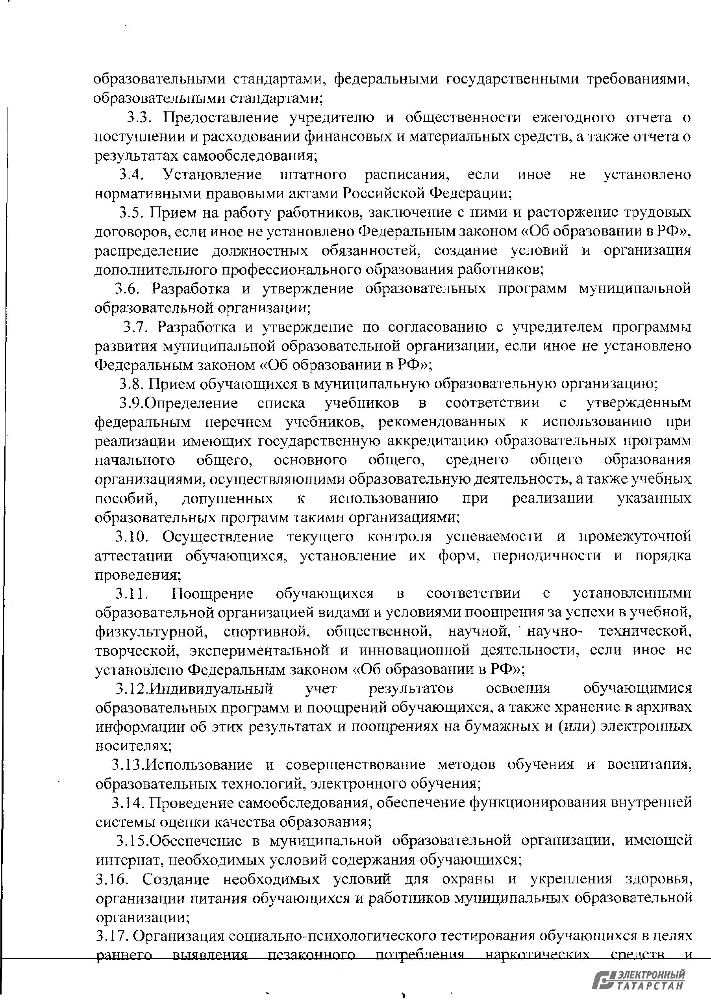 образовательными стандартами, федеральными государственными требованиями,
образовательными стандартами;
3.3. Предоставление учредителю и общественности ежегодного отчета о
поступлении и расходовании финансовых и материальных средств, а также отчета о
результатах самообследования;
3.4. Установление штатного расписания, если иное не установлено
нормативными правовыми актами Российской Федерации;
3.5. Прием на работу работников, заключение с ними и расторжение трудовых
договоров, если иное не установлено Федеральным законом «Об образовании в РФ»,
распределение должностных обязанностей, создание условий и организация
дополнительного профессионального образования работников;
3.6. Разработка и утверждение образовательных программ муниципальной
образовательной организации;
3.7. Разработка и утверждение по согласованию с учредителем программы
развития муниципальной образовательной организации, если иное не установлено
Федеральным законом «Об образовании в РФ»;
3.8. Прием обучающихся в муниципальную образовательную организацию;
3.9.Определение списка учебников в соответствии с утвержденным
федеральным перечнем учебников, рекомендованных к использованию при
реализации имеющих государственную аккредитацию образовательных программ
начального общего, основного общего, среднего общего образования
организациями, осуществляющими образовательную деятельность, а также учебных
пособий, допущенных к использованию при реализации указанных
образовательных программ такими организациями;
3.10. Осуществление текущего контроля успеваемости и промежуточной
аттестации обучающихся, установление их форм, периодичности и порядка
проведения;
3.11. Поощрение обучающихся в соответствии с установленными
образовательной организацией видами и условиями поощрения за успехи в учебной,
физкультурной, спортивной, общественной, научной, научно- технической,
творческой, экспериментальной и инновационной деятельности, если иное не
установлено Федеральным законом «Об образовании в РФ»;
3.12.Индивидуальный учет результатов освоения обучающимися
образовательных программ и поощрений обучающихся, а также хранение в архивах
информации об этих результатах и поощрениях на бумажных и (или) электронных
носителях;
3.13.Использование и совершенствование методов обучения и воспитания,
образовательных технологий, электронного обучения;
3.14. Проведение самообследования, обеспечение функционирования внутренней
системы оценки качества образования;
3.15.Обеспечение в муниципальной образовательной организации, имеющей
интернат, необходимых условий содержания обучающихся;
3.16. Создание необходимых условий для охраны и укрепления здоровья,
организации питания обучающихся и работников муниципальных образовательной
организации;
3.17. Организация социально-психологического тестирования обучающихся в целях
раннего выявления незаконного потребления наркотических средств и
ЭЛЕКТРОННЫЙ
ТАТАРСТАН